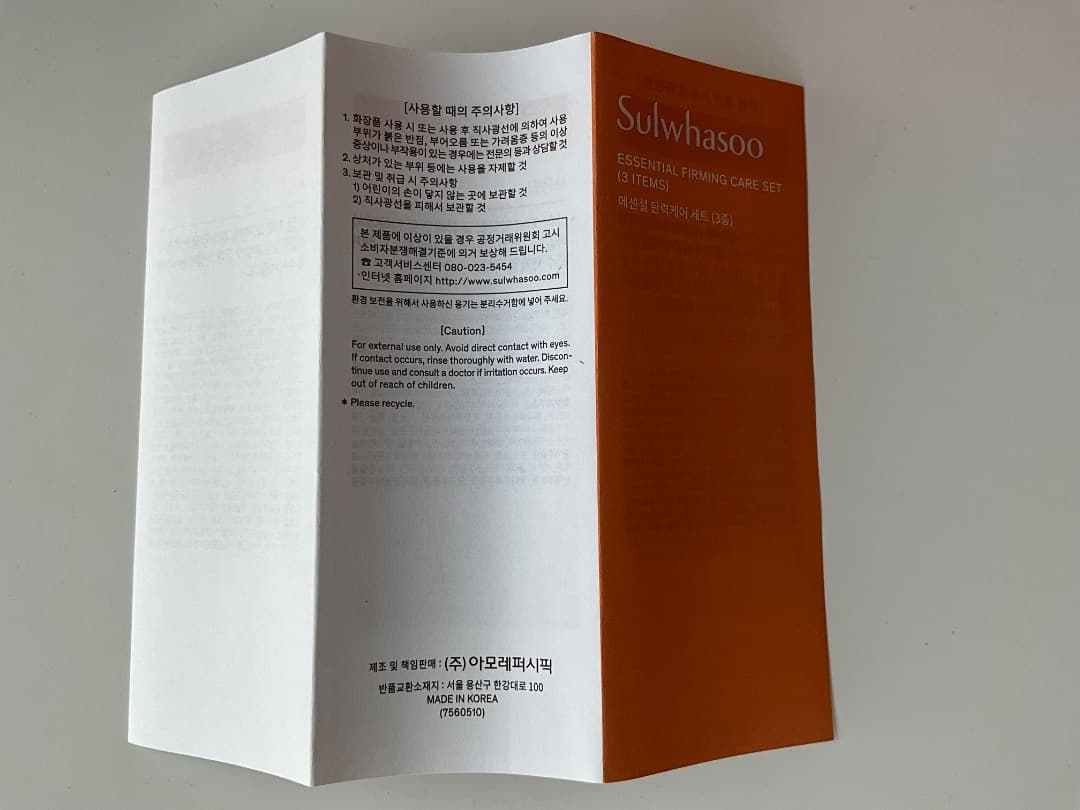 [사용할 때의 주의사항]
1. 화장품 사용 시 또는 사용 후 직사광선에 의하여 사용
부위가 붉은 반점, 부어오름 또는 가려움증 등의 이상
증상이나 부작용이 있는 경우에는 전문의 등과 상담할 것
2. 상처가 있는 부위 등에는 사용을 자제할 것
3. 보관 및 취급 시 주의사항
1) 어린이의 손이 닿지 않는 곳에 보관할 것
2) 직사광선을 피해서 보관할 것
본 제품에 이상이 있을 경우 공정거래위원회 고시
소비자분쟁해결기준에 의거 보상해 드립니다.
☎ 고객서비스센터 080-023-5454
·인터넷 홈페이지 http://www.sulwhasoo.com
환경 보전을 위해서 사용하신 용기는 분리수거함에 넣어 주세요.
[Caution]
For external use only. Avoid direct contact with eyes.
If contact occurs, rinse thoroughly with water. Discon-
tinue use and consult a doctor if irritation occurs. Keep
out of reach of children.
* Please recycle.
제조 및 책임판매 : (주)아모레퍼시픽
반품교환소재지 : 서울 용산구 한강대로 100
MADE IN KOREA
(7560510)
Sulwhasoo
ESSENTIAL FIRMING CARE SET
(3 ITEMS)
에센셜 탄력케어 세트 (3종)